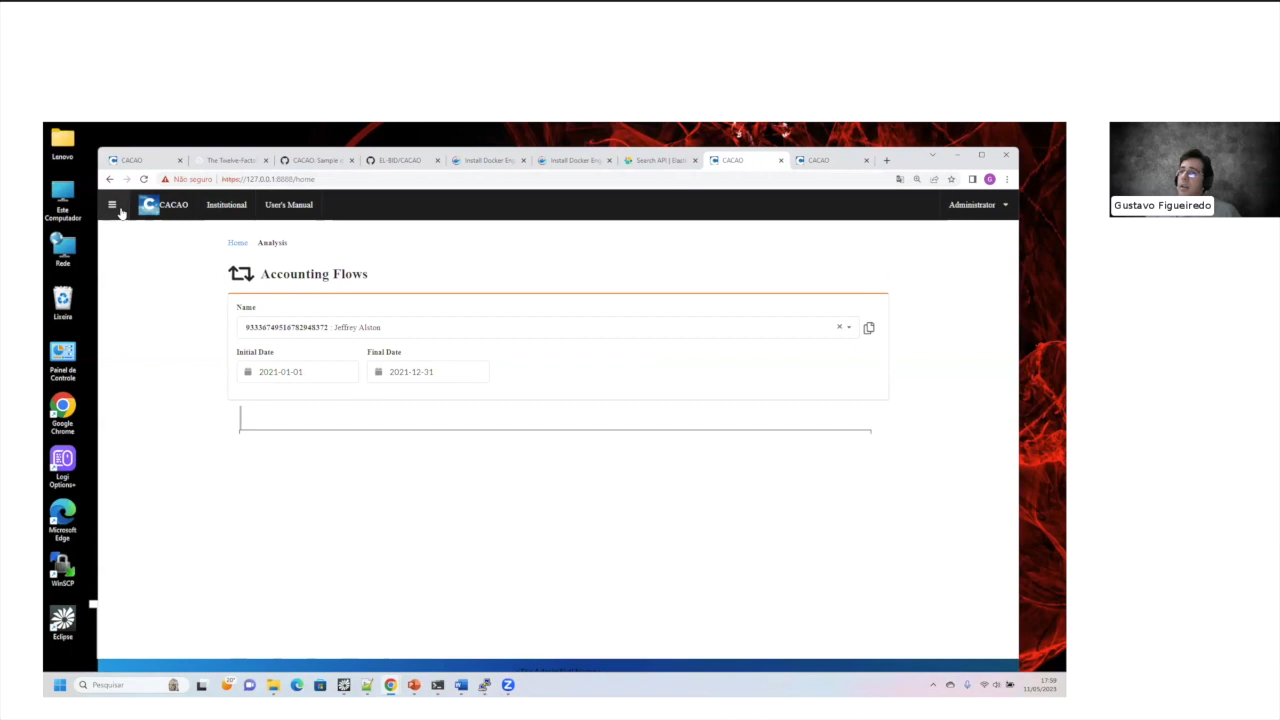 Lenovo
Este
Computador
Rede
Lixeira
Painel de
Controle
Google
Chrome
Logi
Options+
Microsoft
Edge
WinSCP
Eclipse
CACAO
The Twelve-Facto
CACAO: Sample c
EL-BID/CACAO
Install Docker Eng
Install Docker Eng
Search API | Elasti
CACAO
CACAO
Não seguro
https://127.0.0.1:8888/home
G
C CACAO
Institutional
User's Manual
Administrator
Home
Analysis
Accounting Flows
Name
93336749516782948372 : Jeffrey Alston
Initial Date
Final Date
2021-01-01
2021-12-31
Pesquisar
20°
17:59
11/05/2023
Gustavo Figueiredo